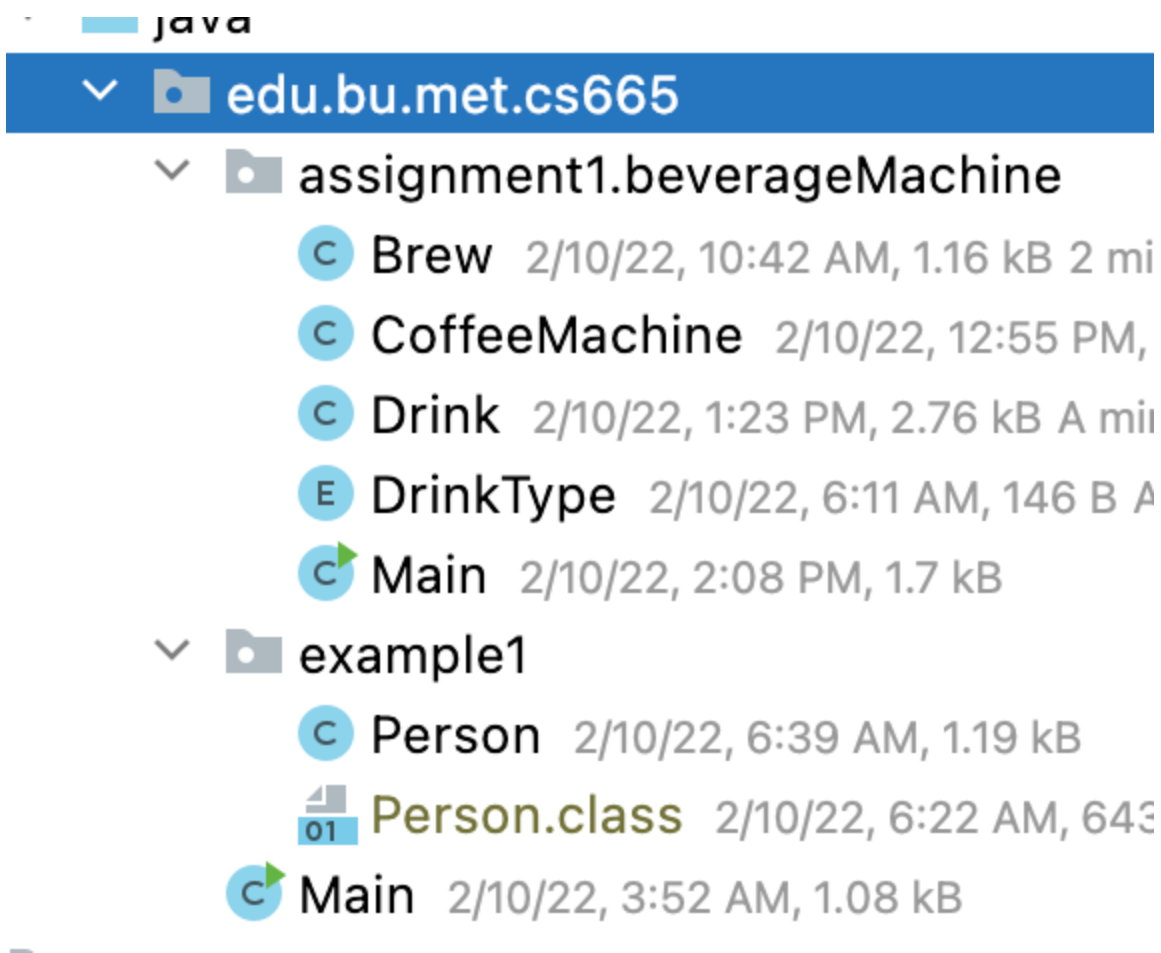 java
edu.bu.met.cs665
assignment1.beverageMachine
C Brew 2/10/22, 10:42 AM, 1.16 kB 2
C CoffeeMachine 2/10/22, 12:55 PM,
C Drink 2/10/22, 1:23 PM, 2.76 kB A
E DrinkType 2/10/22, 6:11 AM, 146 B A
C Main 2/10/22, 2:08 PM, 1.7 kB
example1
C Person 2/10/22, 6:39 AM, 1.19 kB
01 Person.class 2/10/22, 6:22 AM, 643
C Main 2/10/22, 3:52 AM, 1.08 kB